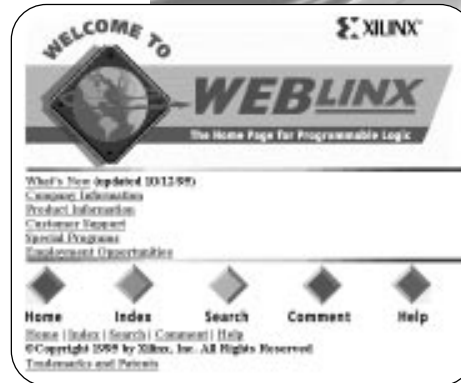 WELCOME TO
XILINX
WEBLINX
The Home Page for Programmable Logic
What's New (updated 10/12/95)
Company Information
Product Information
Customer Support
Special Programs
Employment Opportunities
Home Index Search Comment Help
Home | Index | Search | Comment | Help
©Copyright 1995 by Xilinx, Inc. All Rights Reserved
Trademarks and Patents